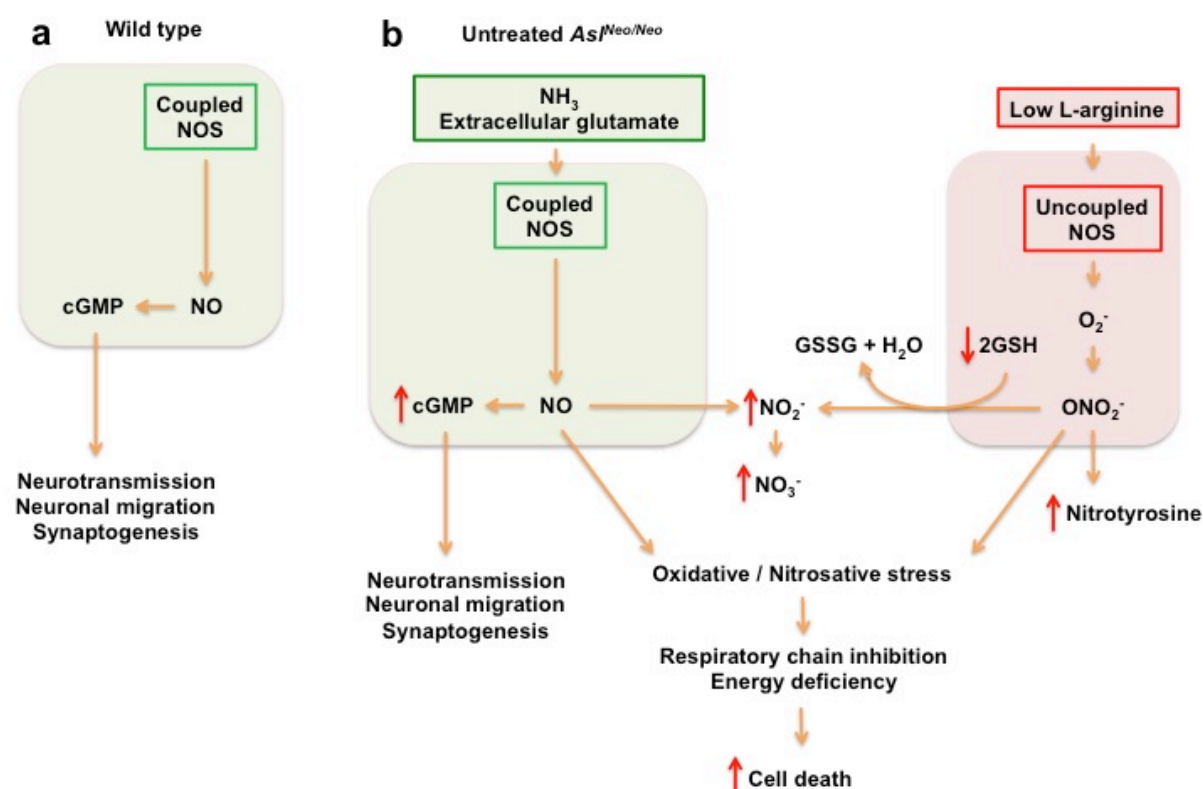 a
Wild type
Coupled
NOS
cGMP
NO
Neurotransmission
Neuronal migration
Synaptogenesis
b
Untreated Asl^Neo/Neo
NH₃
Extracellular glutamate
Coupled
NOS
cGMP
NO
Neurotransmission
Neuronal migration
Synaptogenesis
NO₂⁻
NO₃⁻
GSSG + H₂O
2GSH
Low L-arginine
Uncoupled
NOS
O₂⁻
ONO₂⁻
Nitrotyrosine
Oxidative / Nitrosative stress
Respiratory chain inhibition
Energy deficiency
Cell death